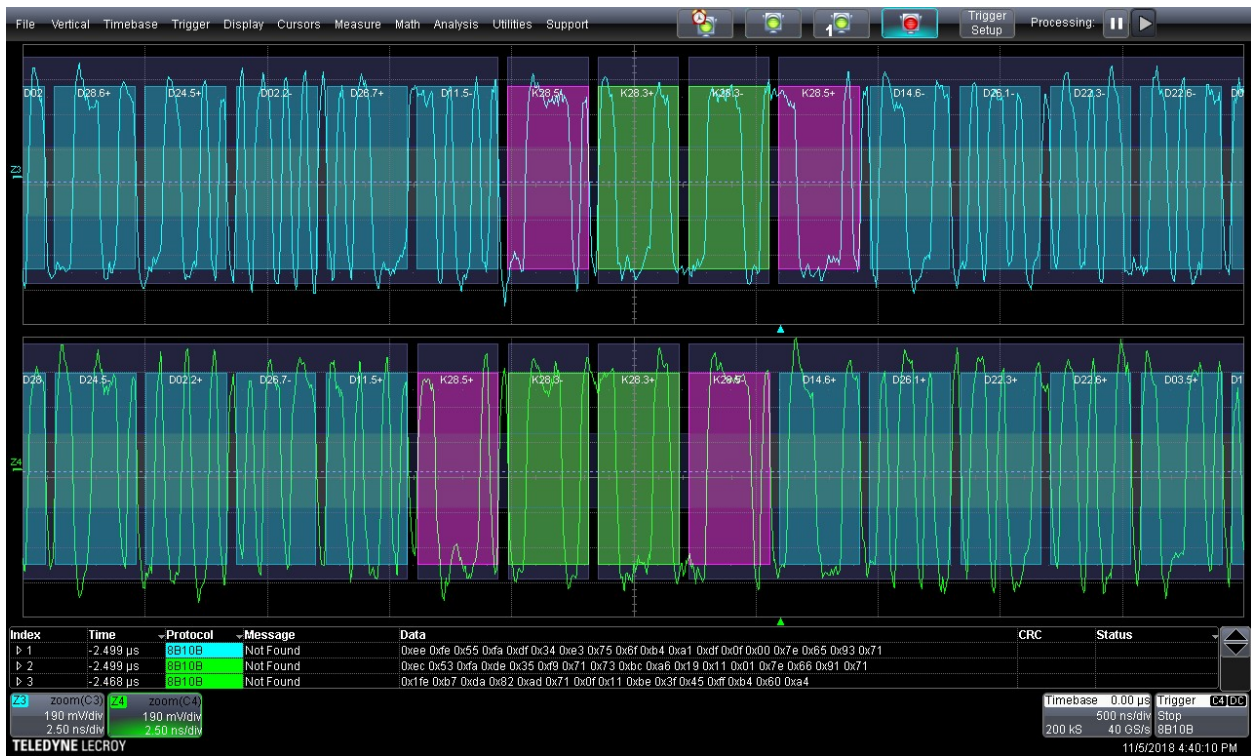 File Vertical Timebase Trigger Display Cursors Measure Math Analysis Utilities Support
1
Trigger Setup
Processing:
D02 D28.6+ D24.5+ D02.2- D26.7+ D11.5- K28.5- K28.3+ K28.3- K28.5+ D14.6- D26.1- D22.3- D22.6- D0
Z3
D28 D24.5- D02.2+ D26.7- D11.5+ K28.5+ K28.3- K28.3+ K28.5- D14.6+ D26.1+ D22.3+ D22.6+ D03.5+ D1
Z4
Index Time Protocol Message Data CRC Status
1 -2.499 µs 8B10B Not Found 0xee 0xfe 0x55 0xfa 0xdf 0x34 0xe3 0x75 0x6f 0xb4 0xa1 0xdf 0x0f 0x00 0x7e 0x65 0x93 0x71
2 -2.499 µs 8B10B Not Found 0xec 0x53 0xfa 0xde 0x35 0xf9 0x71 0x73 0xbc 0xa6 0x19 0x11 0x01 0x7e 0x66 0x91 0x71
3 -2.468 µs 8B10B Not Found 0x1fe 0xb7 0xda 0x82 0xad 0x71 0x0f 0x11 0xbe 0x3f 0x45 0xff 0xb4 0x60 0xa4
Z3 zoom(C3) Z4 zoom(C4) Timebase 0.00 µs Trigger C4 DC
190 mV/div 190 mV/div 500 ns/div Stop
2.50 ns/div 2.50 ns/div 200 kS 40 GS/s 8B10B
TELEDYNE LECROY 11/5/2018 4:40:10 PM